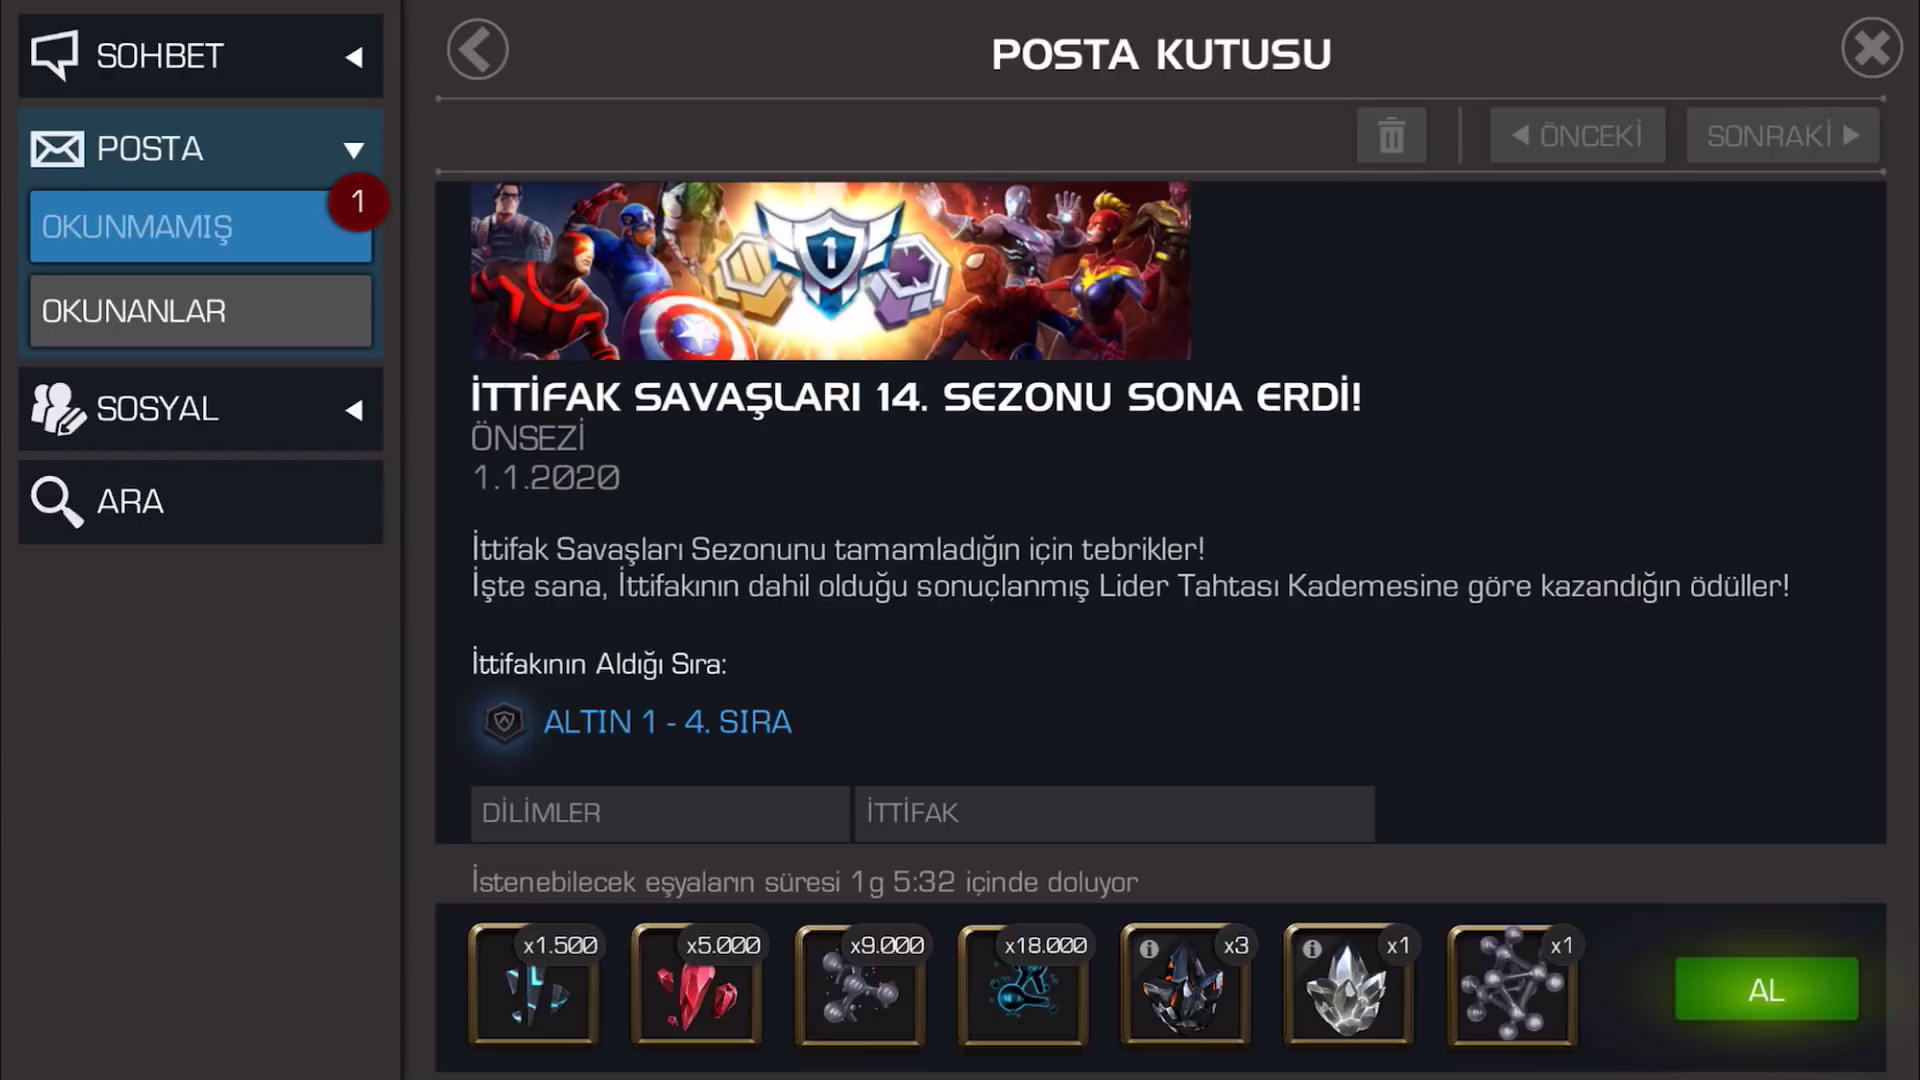 SOHBET
POSTA
1
OKUNMAMIŞ
OKUNANLAR
SOSYAL
ARA
POSTA KUTUSU
ÖNCEKİ
SONRAKİ
1
İTTİFAK SAVAŞLARI 14. SEZONU SONA ERDİ!
ÖNSEZİ
1.1.2020
İttifak Savaşları Sezonunu tamamladığın için tebrikler!
İşte sana, İttifakının dahil olduğu sonuçlanmış Lider Tahtası Kademesine göre kazandığın ödüller!
İttifakının Aldığı Sıra:
ALTIN 1 - 4. SIRA
DİLİMLER İTTİFAK
İstenebilecek eşyaların süresi 1g 5:32 içinde doluyor
x1.500 x5.000 x9.000 x18.000 x3 x1 x1
AL